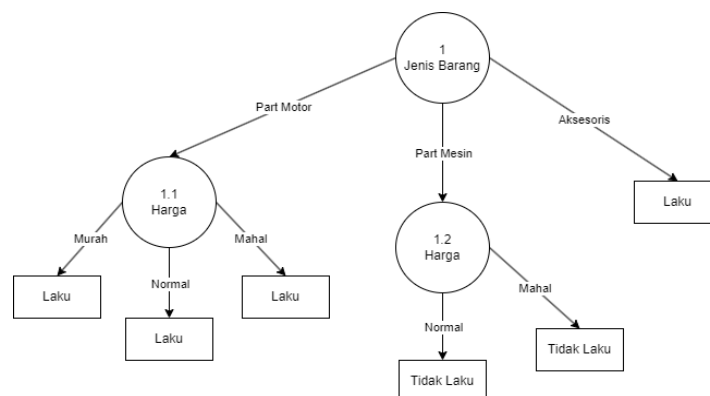 1
Jenis Barang
Part Motor
Part Mesin
Aksesoris
1.1
Harga
Laku
1.2
Harga
Murah
Mahal
Normal
Laku
Laku
Laku
Mahal
Normal
Tidak Laku
Tidak Laku